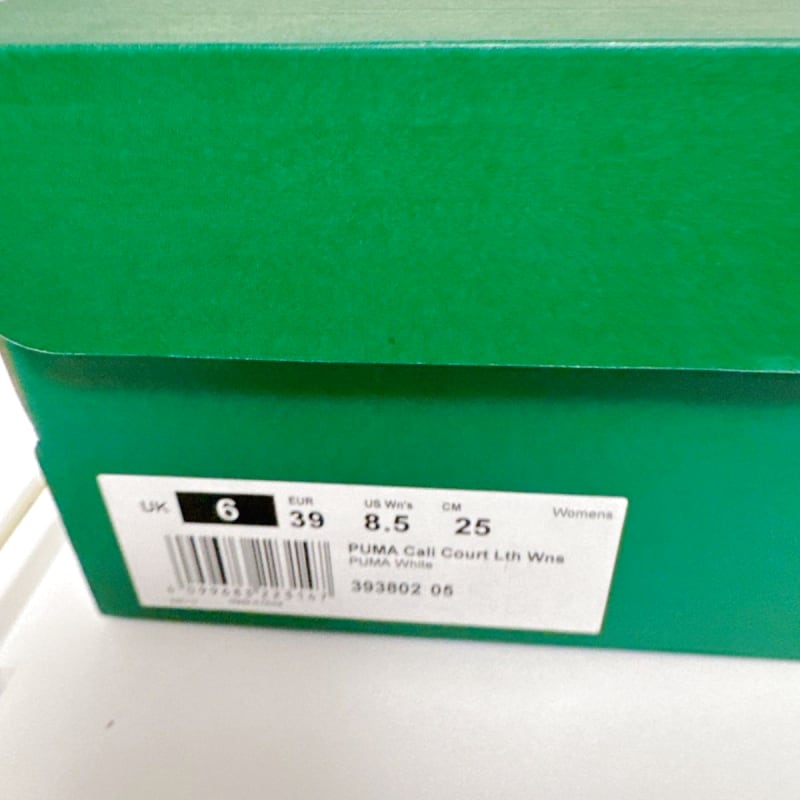 UK 6 EUR 39 US Wn's 8.5 CM 25 Womens
PUMA Cali Court Lth Wns
PUMA White
393802 05